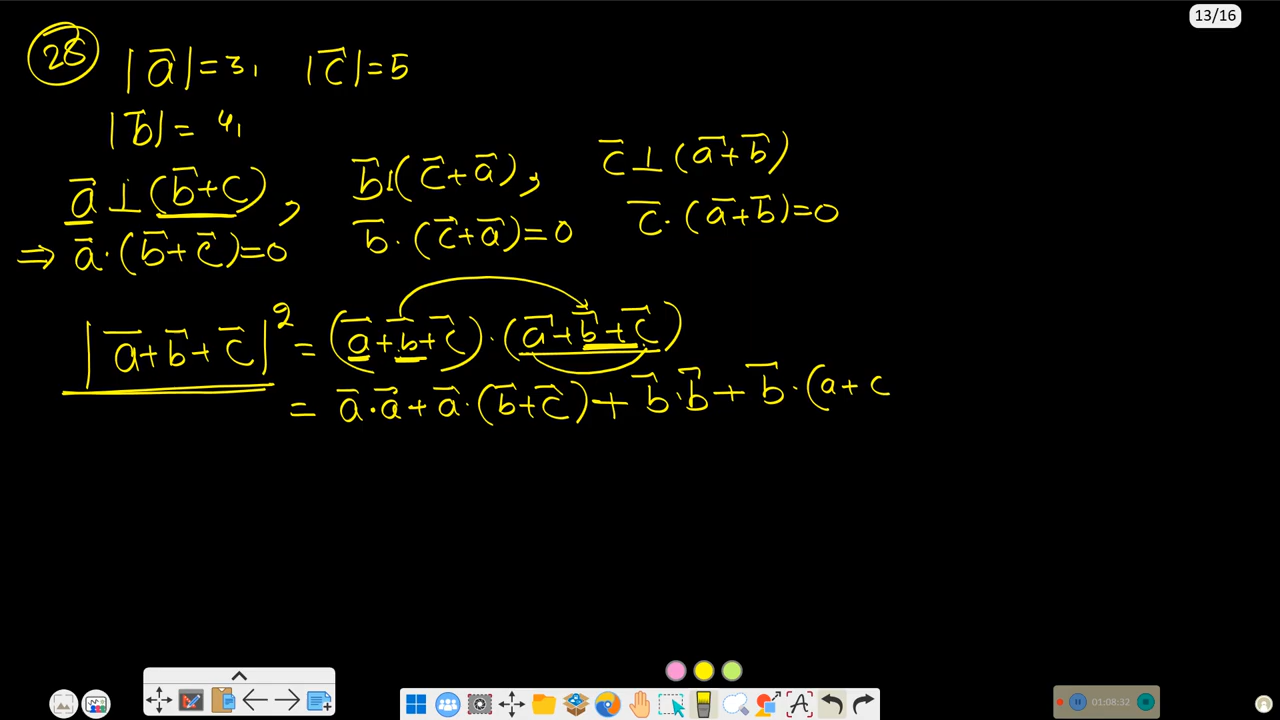 13/16
28
|a̅| = 3, |c̅| = 5
|b̅| = 4,
a̅ ⊥ (b̅+c), b̅ ⊥ (c̅+a̅), c̅ ⊥ (a̅+b̅)
⇒ a̅·(b̅+c̅)=0 b̅·(c̅+a̅)=0 c̅·(a̅+b̅)=0
|a̅+b̅+c̅|² = (a̅+b̅+c̅)·(a̅+b̅+c̅)
= a̅·a̅ + a̅·(b̅+c̅) + b̅·b̅ + b̅·(a+c
01:08:32